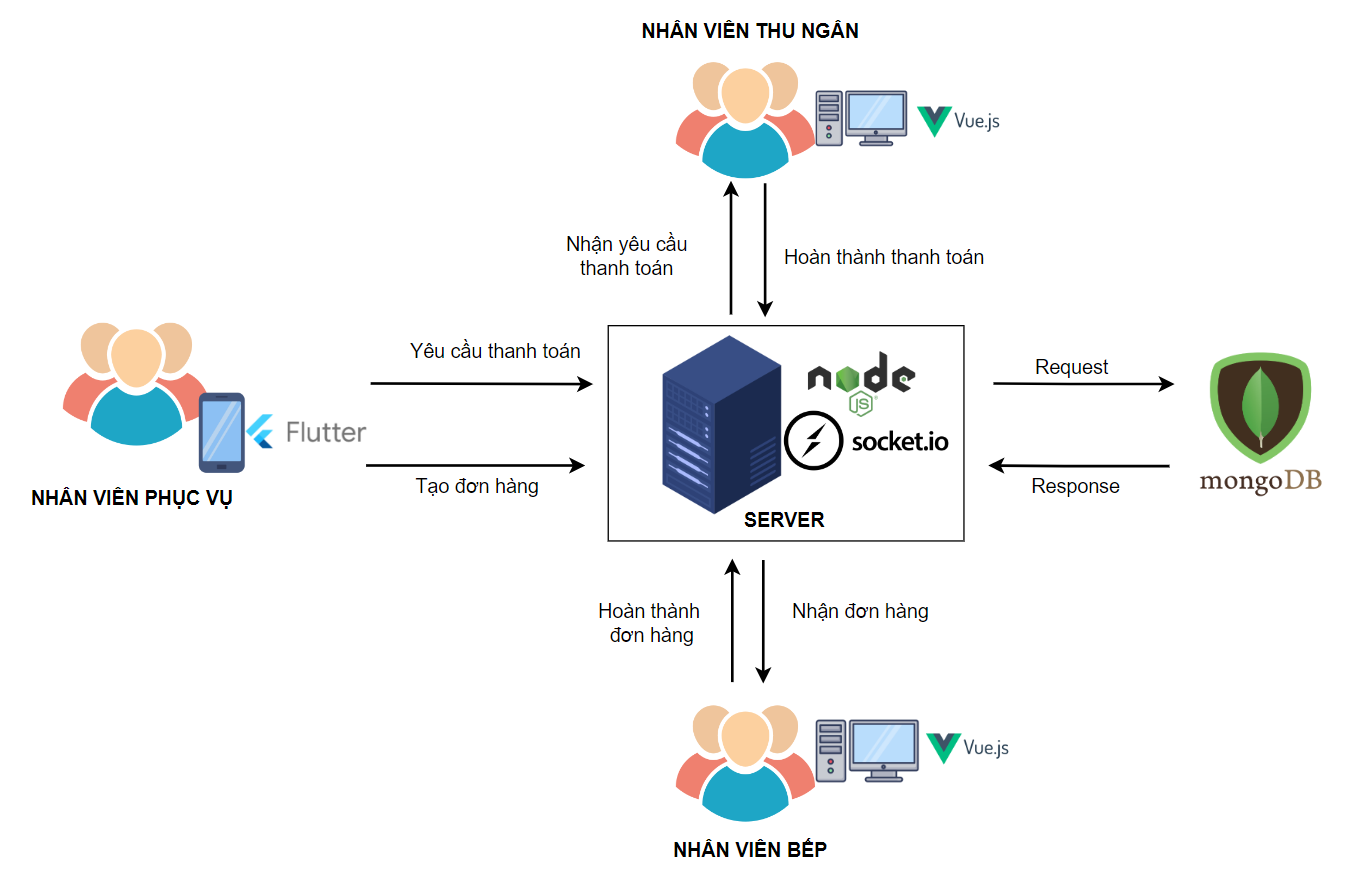 NHÂN VIÊN THU NGÂN
Vue.js
Nhận yêu cầu
thanh toán
Hoàn thành thanh toán
Yêu cầu thanh toán
Flutter
NHÂN VIÊN PHỤC VỤ
Tạo đơn hàng
node
JS
socket.io
SERVER
Request
Response
mongoDB
Hoàn thành
đơn hàng
Nhận đơn hàng
Vue.js
NHÂN VIÊN BẾP